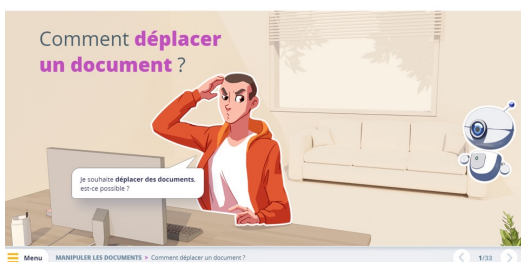 Comment déplacer
un document ?
Je souhaite déplacer des documents,
est-ce possible ?
Menu MANIPULER LES DOCUMENTS > Comment déplacer un document ? 1/33